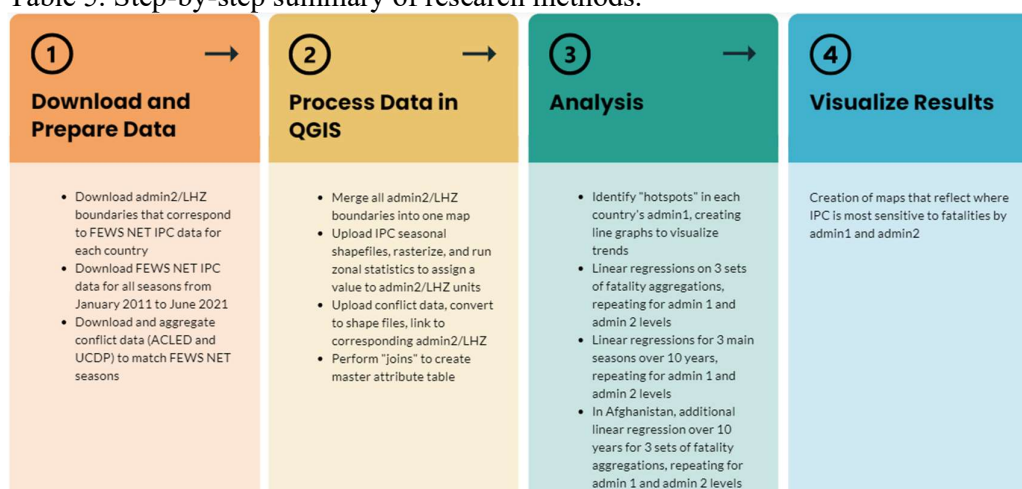 Table 3. Step-by-step summary of research methods.
1
Download and
Prepare Data
• Download admin2/LHZ
boundaries that correspond
to FEWS NET IPC data for
each country
• Download FEWS NET IPC
data for all seasons from
January 2011 to June 2021
• Download and aggregate
conflict data (ACLED and
UCDP) to match FEWS NET
seasons
2
Process Data in
QGIS
• Merge all admin2/LHZ
boundaries into one map
• Upload IPC seasonal
shapefiles, rasterize, and run
zonal statistics to assign a
value to admin2/LHZ units
• Upload conflict data, convert
to shape files, link to
corresponding admin2/LHZ
• Perform "joins" to create
master attribute table
3
Analysis
• Identify "hotspots" in each
country's admin1, creating
line graphs to visualize
trends
• Linear regressions on 3 sets
of fatality aggregations,
repeating for admin 1 and
admin 2 levels
• Linear regressions for 3 main
seasons over 10 years,
repeating for admin 1 and
admin 2 levels
• In Afghanistan, additional
linear regression over 10
years for 3 sets of fatality
aggregations, repeating for
admin 1 and admin 2 levels
4
Visualize Results
Creation of maps that reflect where
IPC is most sensitive to fatalities by
admin1 and admin2